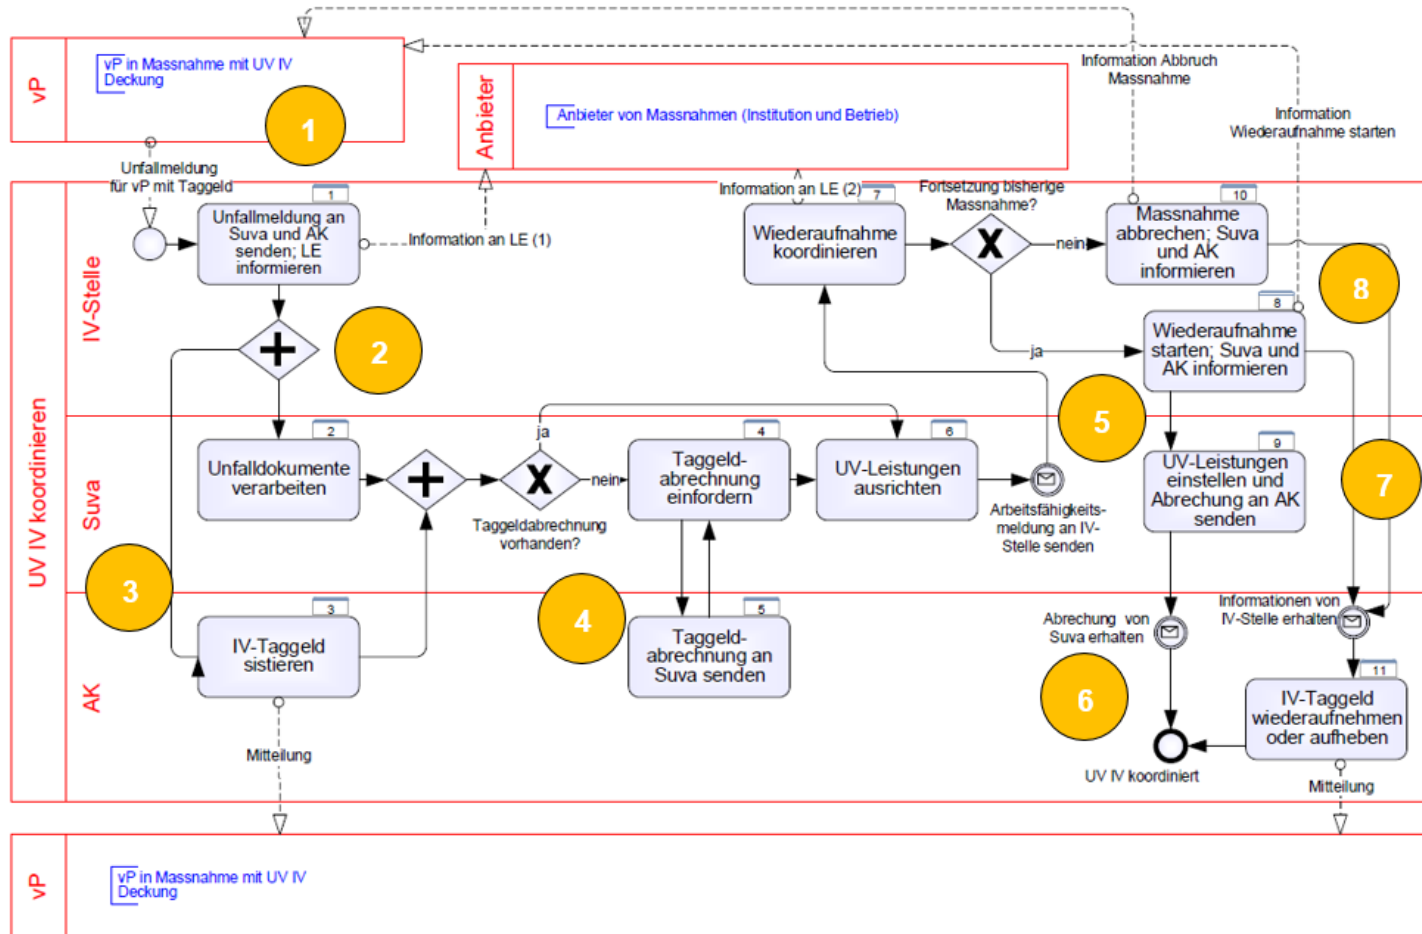 vP
vP in Massnahme mit UV IV
Deckung
1
Unfallmeldung
für vP mit Taggeld
Anbieter
Anbieter von Massnahmen (Institution und Betrieb)
Information Abbruch
Massnahme
Information
Wiederaufnahme starten
UV IV koordinieren
IV-Stelle
1
Unfallmeldung an
Suva und AK
senden; LE
informieren
Information an LE (1)
2
Information an LE (2)
7
Wiederaufnahme
koordinieren
Fortsetzung bisherige
Massnahme?
nein
ja
10
Massnahme
abbrechen; Suva
und AK
informieren
8
8
Wiederaufnahme
starten; Suva und
AK informieren
Suva
2
Unfalldokumente
verarbeiten
ja
nein
Taggeldabrechnung
vorhanden?
4
Taggeld-
abrechnung
einfordern
6
UV-Leistungen
ausrichten
Arbeitsfähigkeits-
meldung an IV-
Stelle senden
5
9
UV-Leistungen
einstellen und
Abrechung an AK
senden
7
AK
3
3
IV-Taggeld
sistieren
Mitteilung
4
5
Taggeld-
abrechnung an
Suva senden
Abrechung von
Suva erhalten
Informationen von
IV-Stelle erhalten
6
11
IV-Taggeld
wiederaufnehmen
oder aufheben
UV IV koordiniert
Mitteilung
vP
vP in Massnahme mit UV IV
Deckung